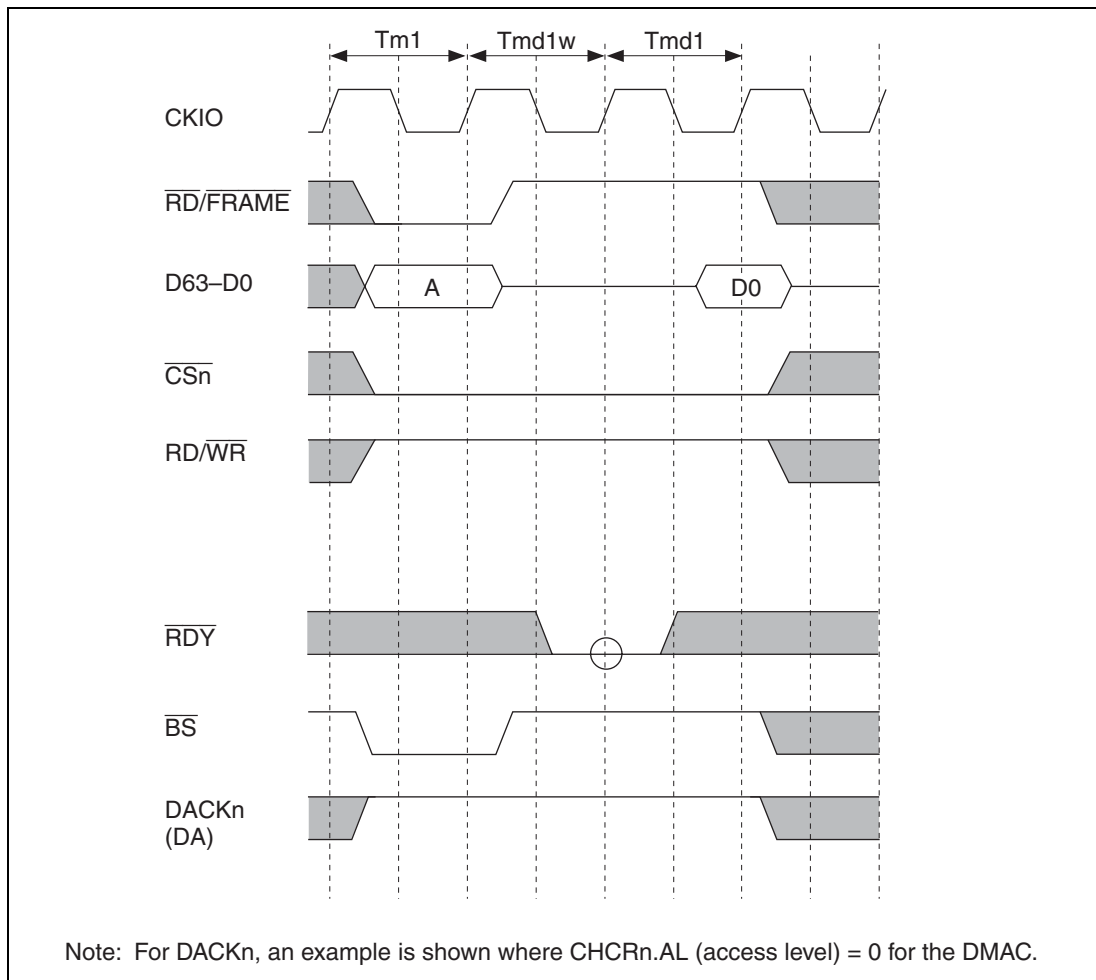 Tm1 Tmd1w Tmd1
CKIO
RD/FRAME
D63–D0 A D0
CSn
RD/WR
RDY
BS
DACKn
(DA)
Note: For DACKn, an example is shown where CHCRn.AL (access level) = 0 for the DMAC.